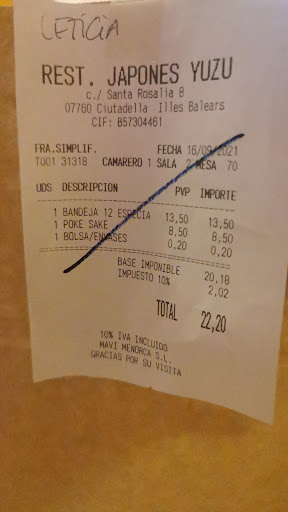 LETICIA
REST. JAPONES YUZU
c./ Santa Rosalia 8
07760 Ciutadella Illes Balears
CIF: B57304461
FRA.SIMPLIF. FECHA 16/09/2021
T001 31318 CAMARERO 1 SALA 2 MESA 70
UDS DESCRIPCION PVP IMPORTE
1 BANDEJA 12 ESPECIA 13,50 13,50
1 POKE SAKE 8,50 8,50
1 BOLSA/ENVASES 0,20 0,20
BASE IMPONIBLE 20,18
IMPUESTO 10% 2,02
TOTAL 22,20
10% IVA INCLUIDO
MAVI MENORCA S.L.
GRACIAS POR SU VISITA